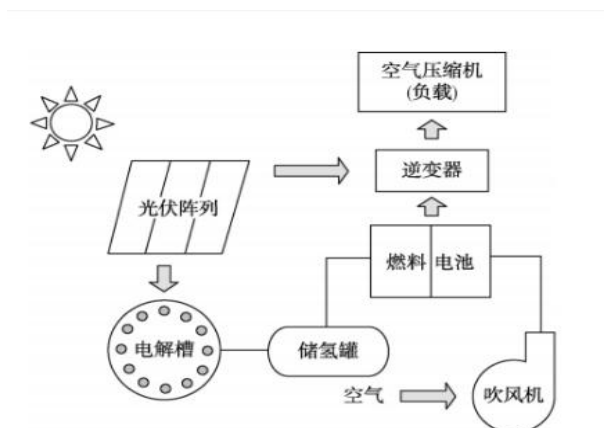 空气压缩机
(负载)
逆变器
光伏阵列
燃料 电池
电解槽
储氢罐
空气
吹风机